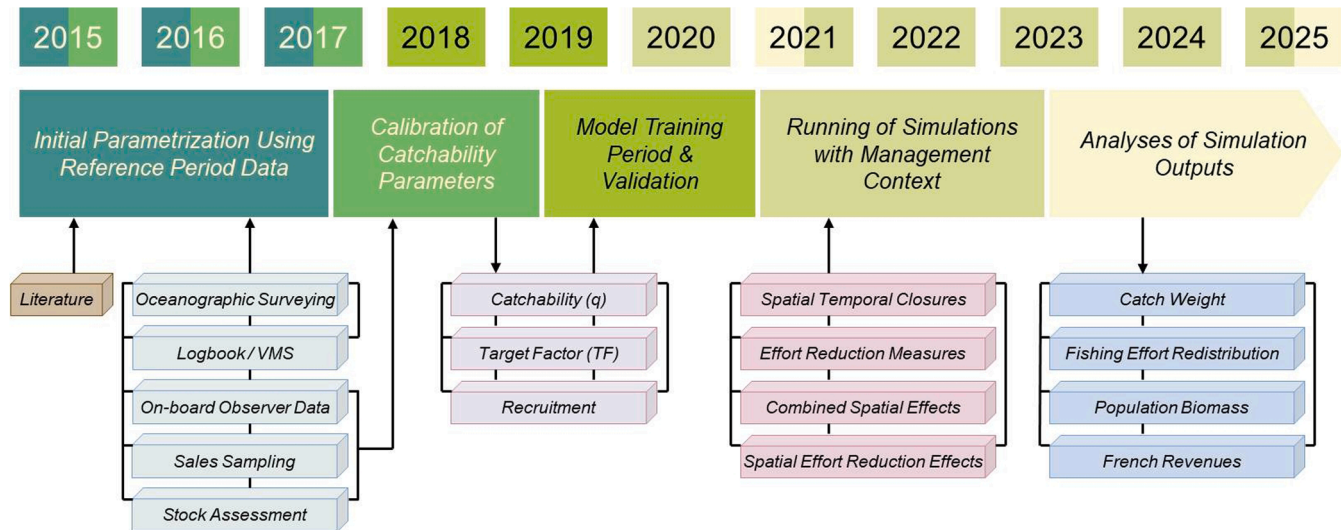 2015 2016 2017 2018 2019 2020 2021 2022 2023 2024 2025
Initial Parametrization Using
Reference Period Data
Calibration of
Catchability
Parameters
Model Training
Period &
Validation
Running of Simulations
with Management
Context
Analyses of Simulation
Outputs
Literature
Oceanographic Surveying
Logbook / VMS
On-board Observer Data
Sales Sampling
Stock Assessment
Catchability (q)
Target Factor (TF)
Recruitment
Spatial Temporal Closures
Effort Reduction Measures
Combined Spatial Effects
Spatial Effort Reduction Effects
Catch Weight
Fishing Effort Redistribution
Population Biomass
French Revenues